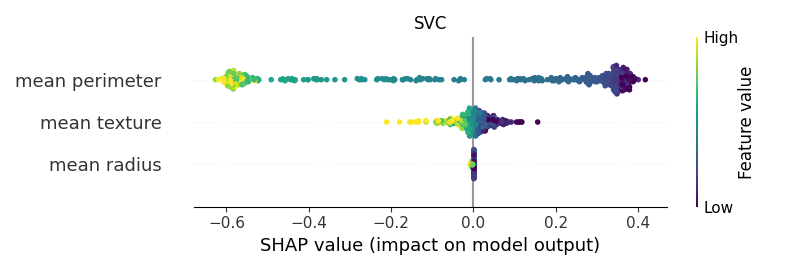 SVC
High
mean perimeter
mean texture
mean radius
Feature value
Low
−0.6 −0.4 −0.2 0.0 0.2 0.4
SHAP value (impact on model output)